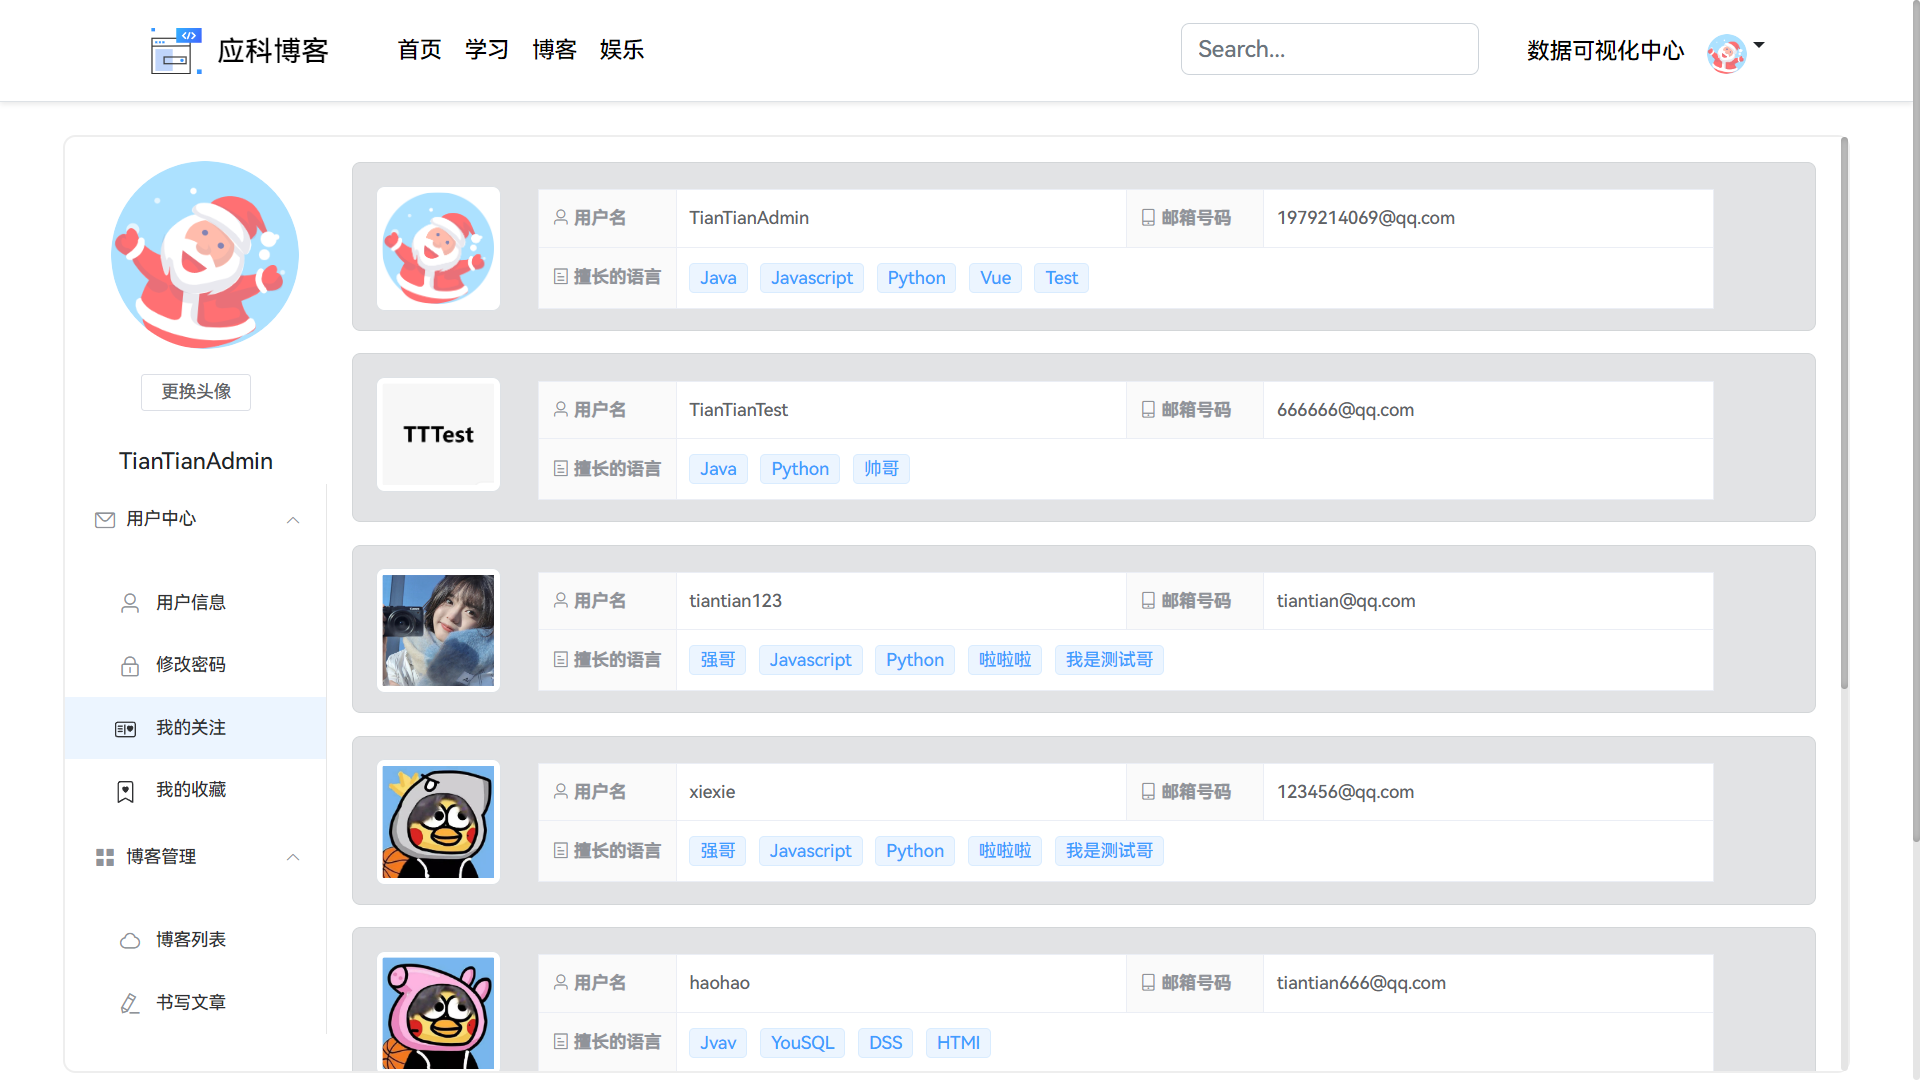 应科博客 首页 学习 博客 娱乐 Search... 数据可视化中心
更换头像
TianTianAdmin
用户中心
用户信息
修改密码
我的关注
我的收藏
博客管理
博客列表
书写文章
用户名 TianTianAdmin 邮箱号码 1979214069@qq.com
擅长的语言 Java Javascript Python Vue Test
TTTest
用户名 TianTianTest 邮箱号码 666666@qq.com
擅长的语言 Java Python 帅哥
用户名 tiantian123 邮箱号码 tiantian@qq.com
擅长的语言 强哥 Javascript Python 啦啦啦 我是测试哥
用户名 xiexie 邮箱号码 123456@qq.com
擅长的语言 强哥 Javascript Python 啦啦啦 我是测试哥
用户名 haohao 邮箱号码 tiantian666@qq.com
擅长的语言 Jvav YouSQL DSS HTMl